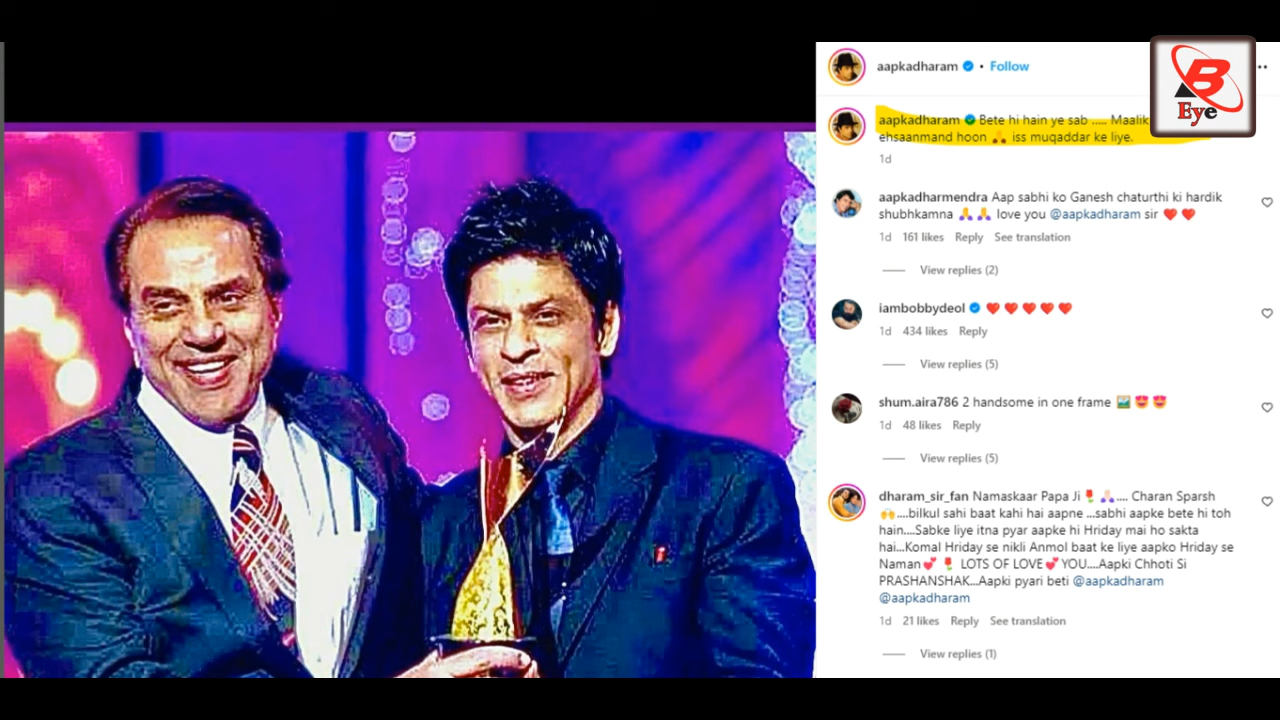 aapkadharam • Follow
B
Eye
aapkadharam Bete hi hain ye sab ..... Maalik
ehsaanmand hoon 🙏 iss muqaddar ke liye.
1d
aapkadharmendra Aap sabhi ko Ganesh chaturthi ki hardik
shubhkamna 🙏🙏 love you @aapkadharam sir ❤️ ❤️
1d 161 likes Reply See translation
View replies (2)
iambobbydeol ❤️ ❤️ ❤️ ❤️ ❤️
1d 434 likes Reply
View replies (5)
shum.aira786 2 handsome in one frame 🖼️ 😍 😍
1d 48 likes Reply
View replies (5)
dharam_sir_fan Namaskaar Papa Ji🌷🙏🏻.... Charan Sparsh
🙌....bilkul sahi baat kahi hai aapne ...sabhi aapke bete hi toh
hain....Sabke liye itna pyar aapke hi Hriday mai ho sakta
hai...Komal Hriday se nikli Anmol baat ke liye aapko Hriday se
Naman💕 🌷 LOTS OF LOVE💕YOU....Aapki Chhoti Si
PRASHANSHAK...Aapki pyari beti @aapkadharam
@aapkadharam
1d 21 likes Reply See translation
View replies (1)